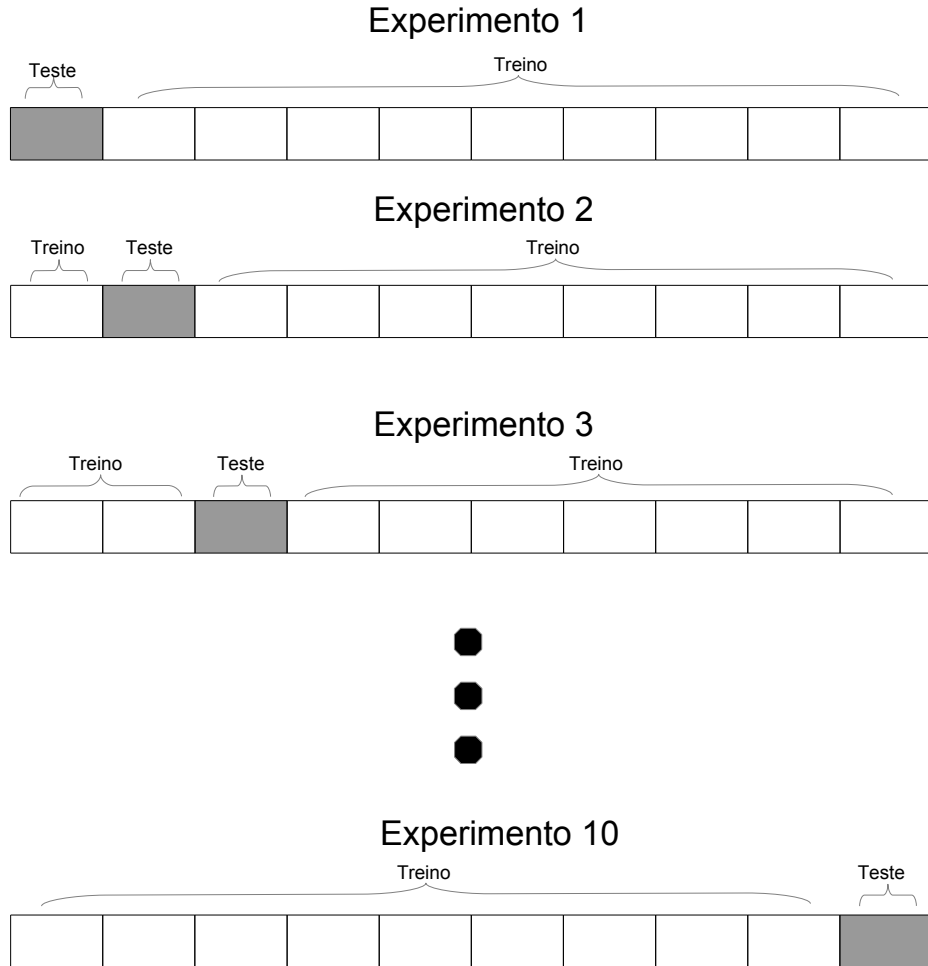 Experimento 1
Teste Treino
Experimento 2
Treino Teste Treino
Experimento 3
Treino Teste Treino
Experimento 10
Treino Teste